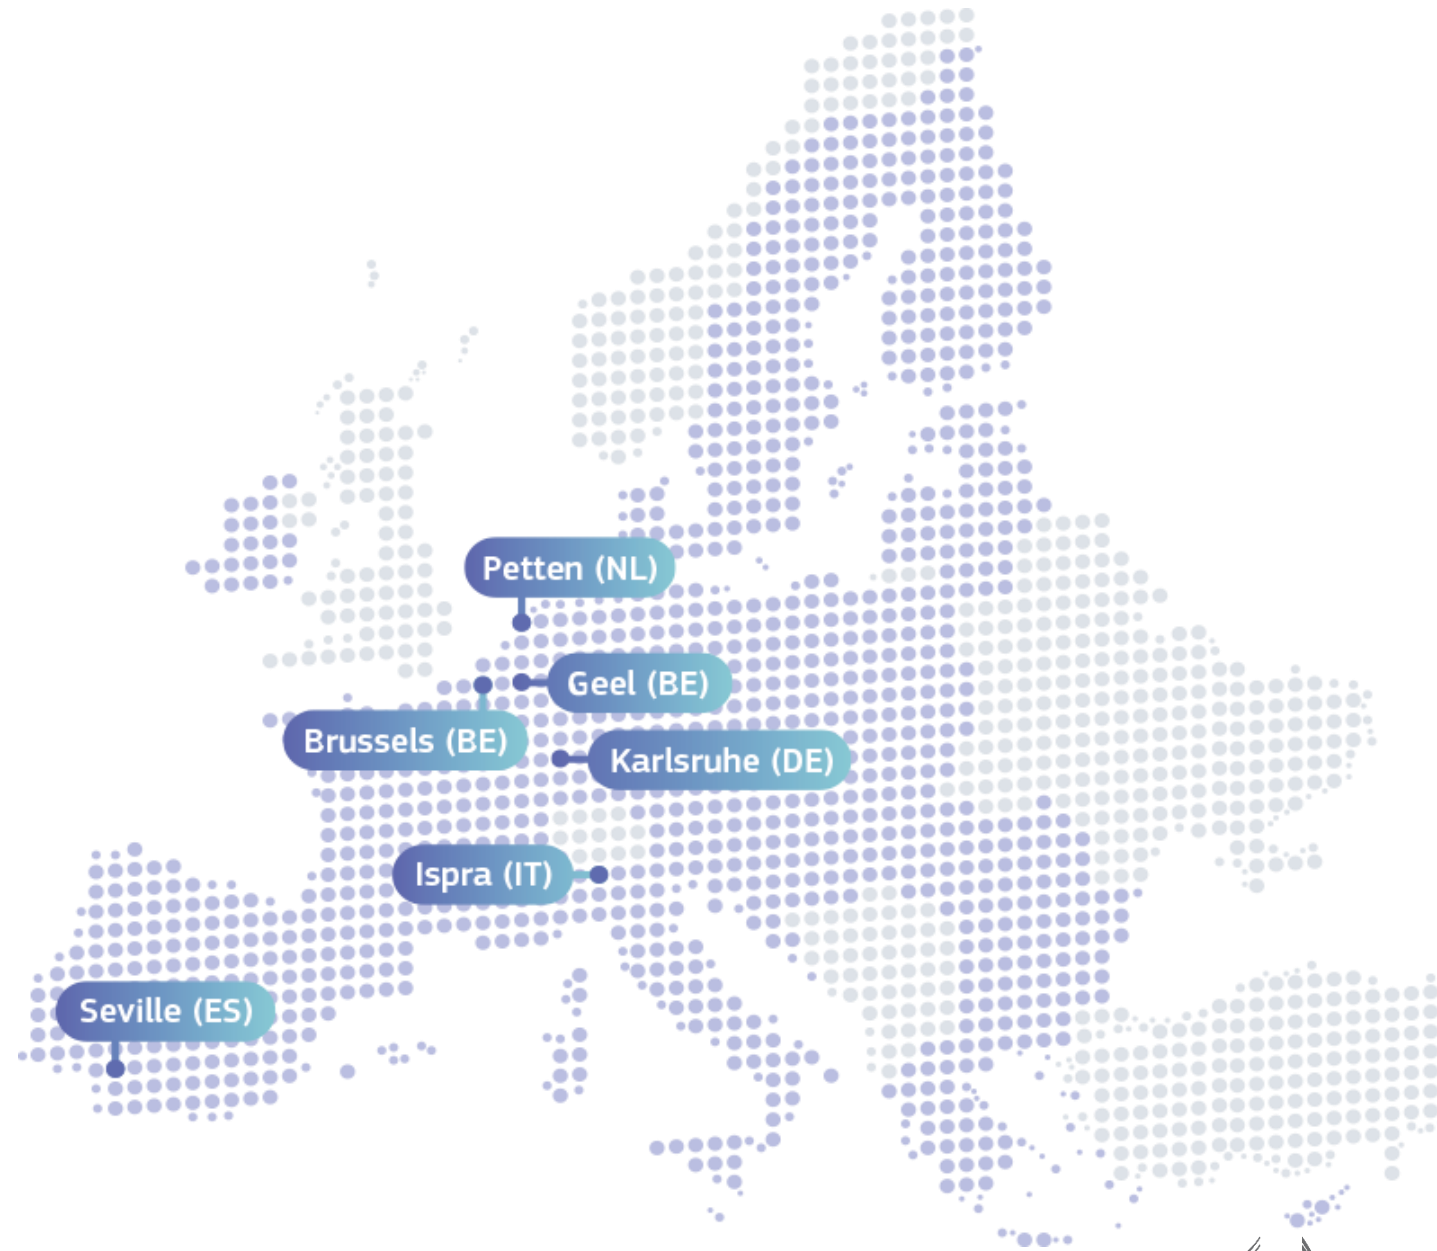 Petten (NL)
Geel (BE)
Brussels (BE)
Karlsruhe (DE)
Ispra (IT)
Seville (ES)